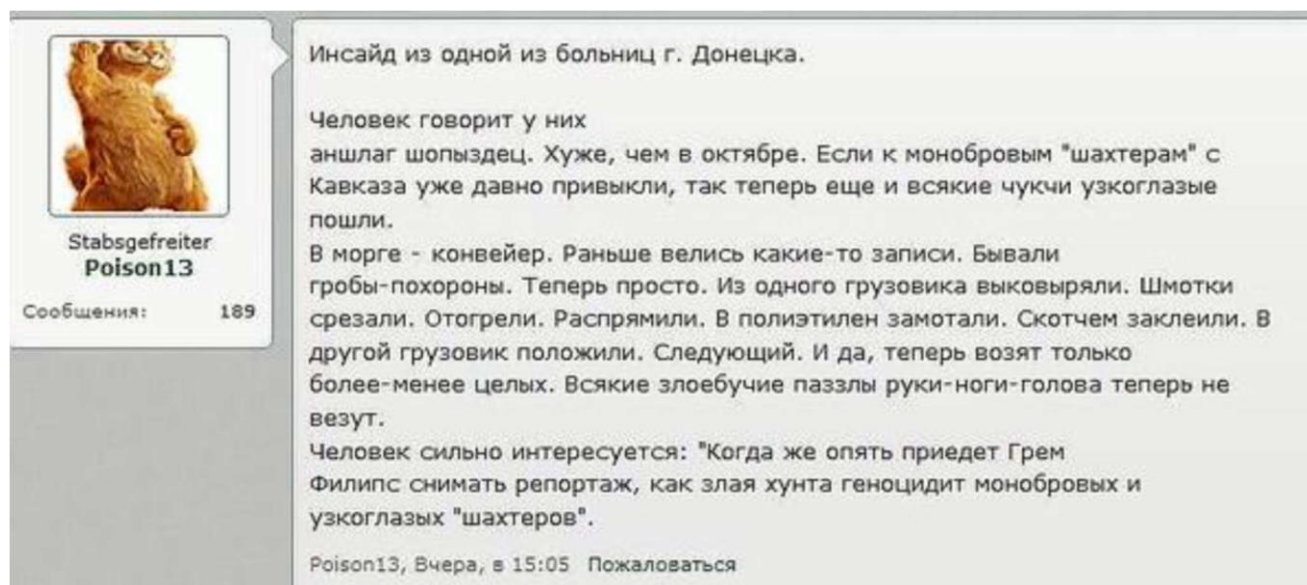 Инсайд из одной из больниц г. Донецка.
Человек говорит у них
аншлаг шопыздец. Хуже, чем в октябре. Если к монобровым "шахтерам" с
Кавказа уже давно привыкли, так теперь еще и всякие чукчи узкоглазые
пошли.
В морге - конвейер. Раньше велись какие-то записи. Бывали
гробы-похороны. Теперь просто. Из одного грузовика выковыряли. Шмотки
срезали. Отогрели. Распрямили. В полиэтилен замотали. Скотчем заклеили. В
другой грузовик положили. Следующий. И да, теперь возят только
более-менее целых. Всякие злоебучие паззлы руки-ноги-голова теперь не
везут.
Человек сильно интересуется: "Когда же опять приедет Грем
Филипс снимать репортаж, как злая хунта геноцидит монобровых и
узкоглазых "шахтеров".
Poison13, Вчера, в 15:05 Пожаловаться
Stabsgefreiter
Poison13
Сообщения: 189